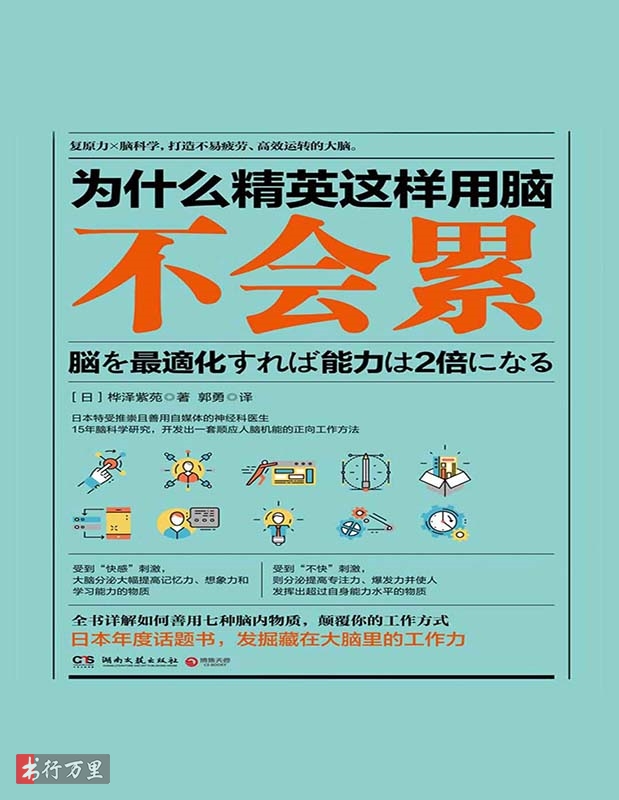 复原力×脑科学，打造不易疲劳、高效运转的大脑。
为什么精英这样用脑
不会累
脳を最適化すれば能力は2倍になる
[日]桦泽紫苑◎著 郭勇◎译
日本特受推崇且善用自媒体的神经科医生
15年脑科学研究，开发出一套顺应人脑机能的正向工作方法
受到“快感”刺激，
大脑分泌大幅提高记忆力、想象力和
学习能力的物质
受到“不快”刺激，
则分泌提高专注力、爆发力并使人
发挥出超过自身能力水平的物质
全书详解如何善用七种脑内物质，颠覆你的工作方式
日本年度话题书，发掘藏在大脑里的工作力
湖南文艺出版社
博集天卷
CS-BOOKY
书行万里